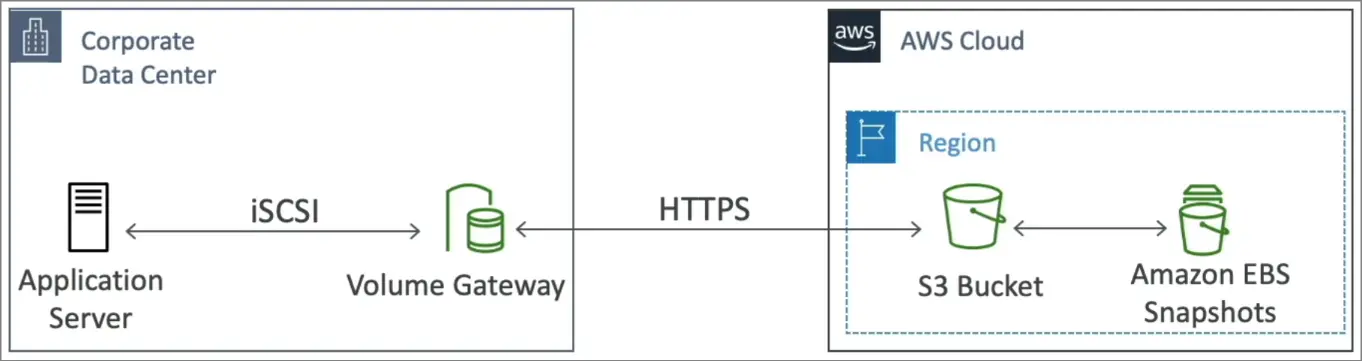 Corporate
Data Center
aws
AWS Cloud
Region
iSCSI
HTTPS
Application
Server
Volume Gateway
S3 Bucket
Amazon EBS
Snapshots